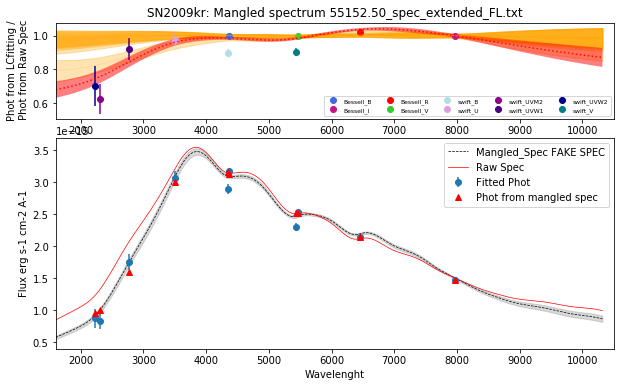 SN2009kr: Mangled spectrum 55152.50_spec_extended_FL.txt
Phot from LCfitting /
Phot from Raw Spec
1.0
0.8
0.6
Bessell_B
Bessell_I
Bessell_R
Bessell_V
swift_B
swift_U
swift_UVM2
swift_UVW1
swift_UVW2
swift_V
2000 3000 4000 5000 6000 7000 8000 9000 10000
Flux erg s-1 cm-2 A-1
3.5
3.0
2.5
2.0
1.5
1.0
0.5
Mangled_Spec FAKE SPEC
Raw Spec
Fitted Phot
Phot from mangled spec
2000 3000 4000 5000 6000 7000 8000 9000 10000
Wavelenght